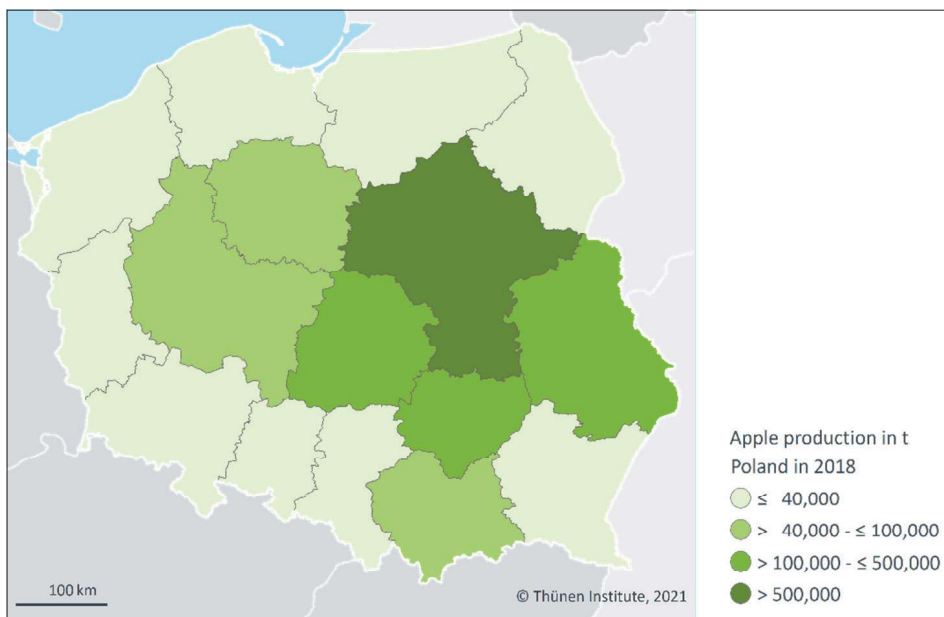 Apple production in t
Poland in 2018
≤ 40,000
> 40,000 - ≤ 100,000
> 100,000 - ≤ 500,000
> 500,000
100 km
© Thünen Institute, 2021